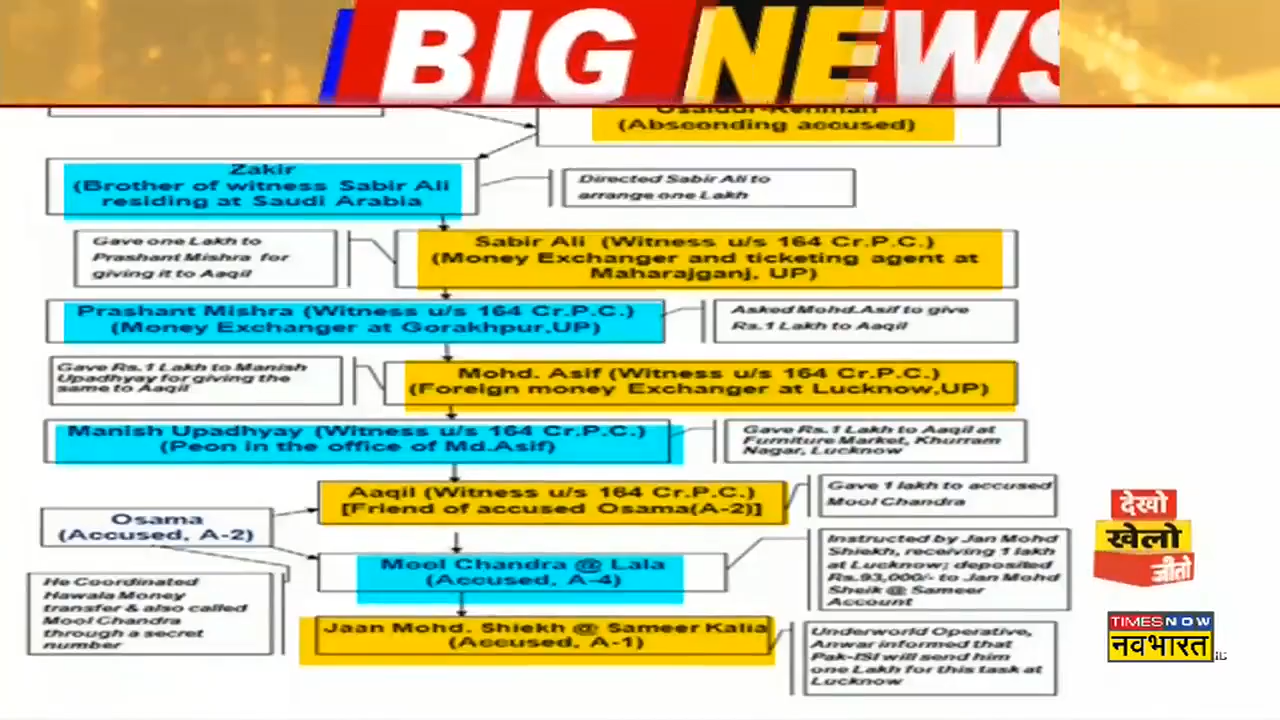 BIG NEWS
(Absconding accused)
Zakir
(Brother of witness Sabir Ali
residing at Saudi Arabia
Directed Sabir Ali to
arrange one Lakh
Gave one Lakh to
Prashant Mishra for
giving it to Aaqil
Sabir Ali (Witness u/s 164 Cr.P.C.)
(Money Exchanger and ticketing agent at
Maharajganj, UP)
Prashant Mishra (Witness u/s 164 Cr.P.C.)
(Money Exchanger at Gorakhpur,UP)
Asked Mohd.Asif to give
Rs.1 Lakh to Aaqil
Gave Rs.1 Lakh to Manish
Upadhyay for giving the
same to Aaqil
Mohd. Asif (Witness u/s 164 Cr.P.C.)
(Foreign money Exchanger at Lucknow,UP)
Manish Upadhyay (Witness u/s 164 Cr.P.C.)
(Peon in the office of Md.Asif)
Gave Rs.1 Lakh to Aaqil at
Furniture Market, Khurram
Nagar, Lucknow
Aaqil (Witness u/s 164 Cr.P.C.)
[Friend of accused Osama(A-2)]
Gave 1 lakh to accused
Mool Chandra
Osama
(Accused, A-2)
Mool Chandra @ Lala
(Accused, A-4)
Instructed by Jan Mohd
Shiekh, receiving 1 lakh
at Lucknow; deposited
Rs.93,000/- to Jan Mohd
Sheik @ Sameer
Account
He Coordinated
Hawala Money
transfer & also called
Mool Chandra
through a secret
number
Jaan Mohd. Shiekh @ Sameer Kalia
(Accused, A-1)
Underworld Operative,
Anwar informed that
Pak-ISI will send him
one Lakh for this task at
Lucknow
देखो
खेलो
जीतो
TIMES NOW
नवभारत